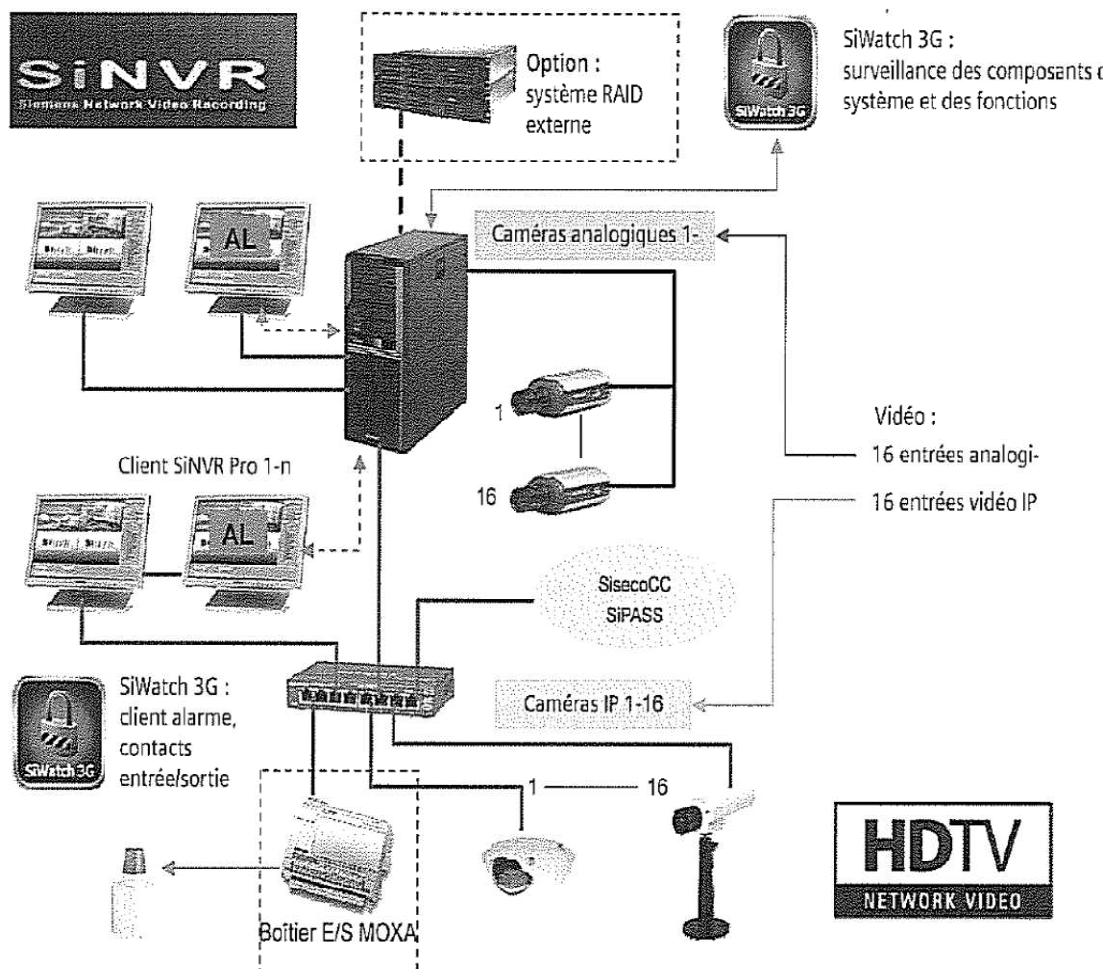 SiNVR
Siemens Network Video Recording
Option :
système RAID
externe
SiWatch 3G
SiWatch 3G :
surveillance des composants
système et des fonctions
AL
Caméras analogiques 1-
1
16
Vidéo :
16 entrées analogi-
16 entrées vidéo IP
Client SiNVR Pro 1-n
AL
SisecoCC
SiPASS
SiWatch 3G
SiWatch 3G :
client alarme,
contacts
entrée/sortie
Caméras IP 1-16
1
16
Boîtier E/S MOXA
HDTV
NETWORK VIDEO